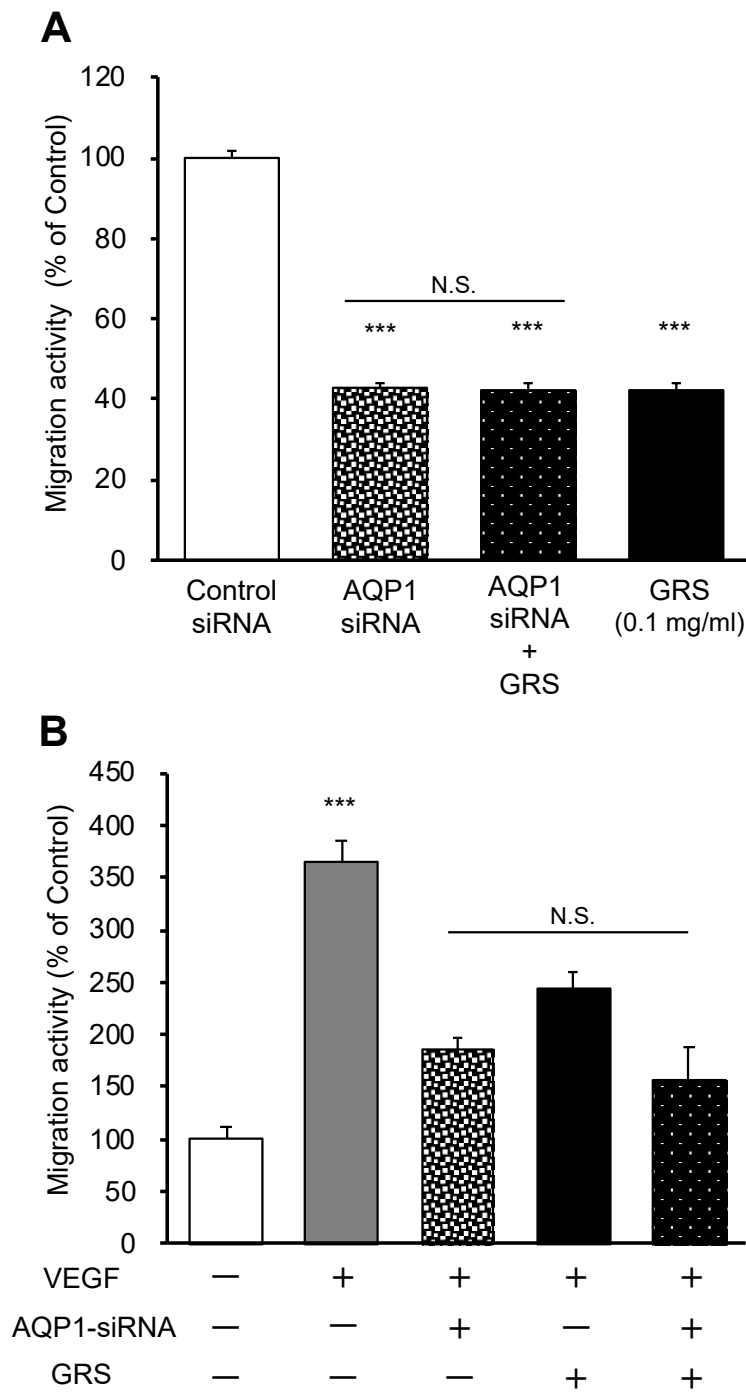 A
Migration activity (% of Control)
120
100
80
60
40
20
0
N.S.
*** *** ***
Control
siRNA
AQP1
siRNA
AQP1
siRNA
+
GRS
GRS
(0.1 mg/ml)
B
Migration activity (% of Control)
450
400
350
300
250
200
150
100
50
0
***
N.S.
VEGF — + + + +
AQP1-siRNA — — + — +
GRS — — — + +